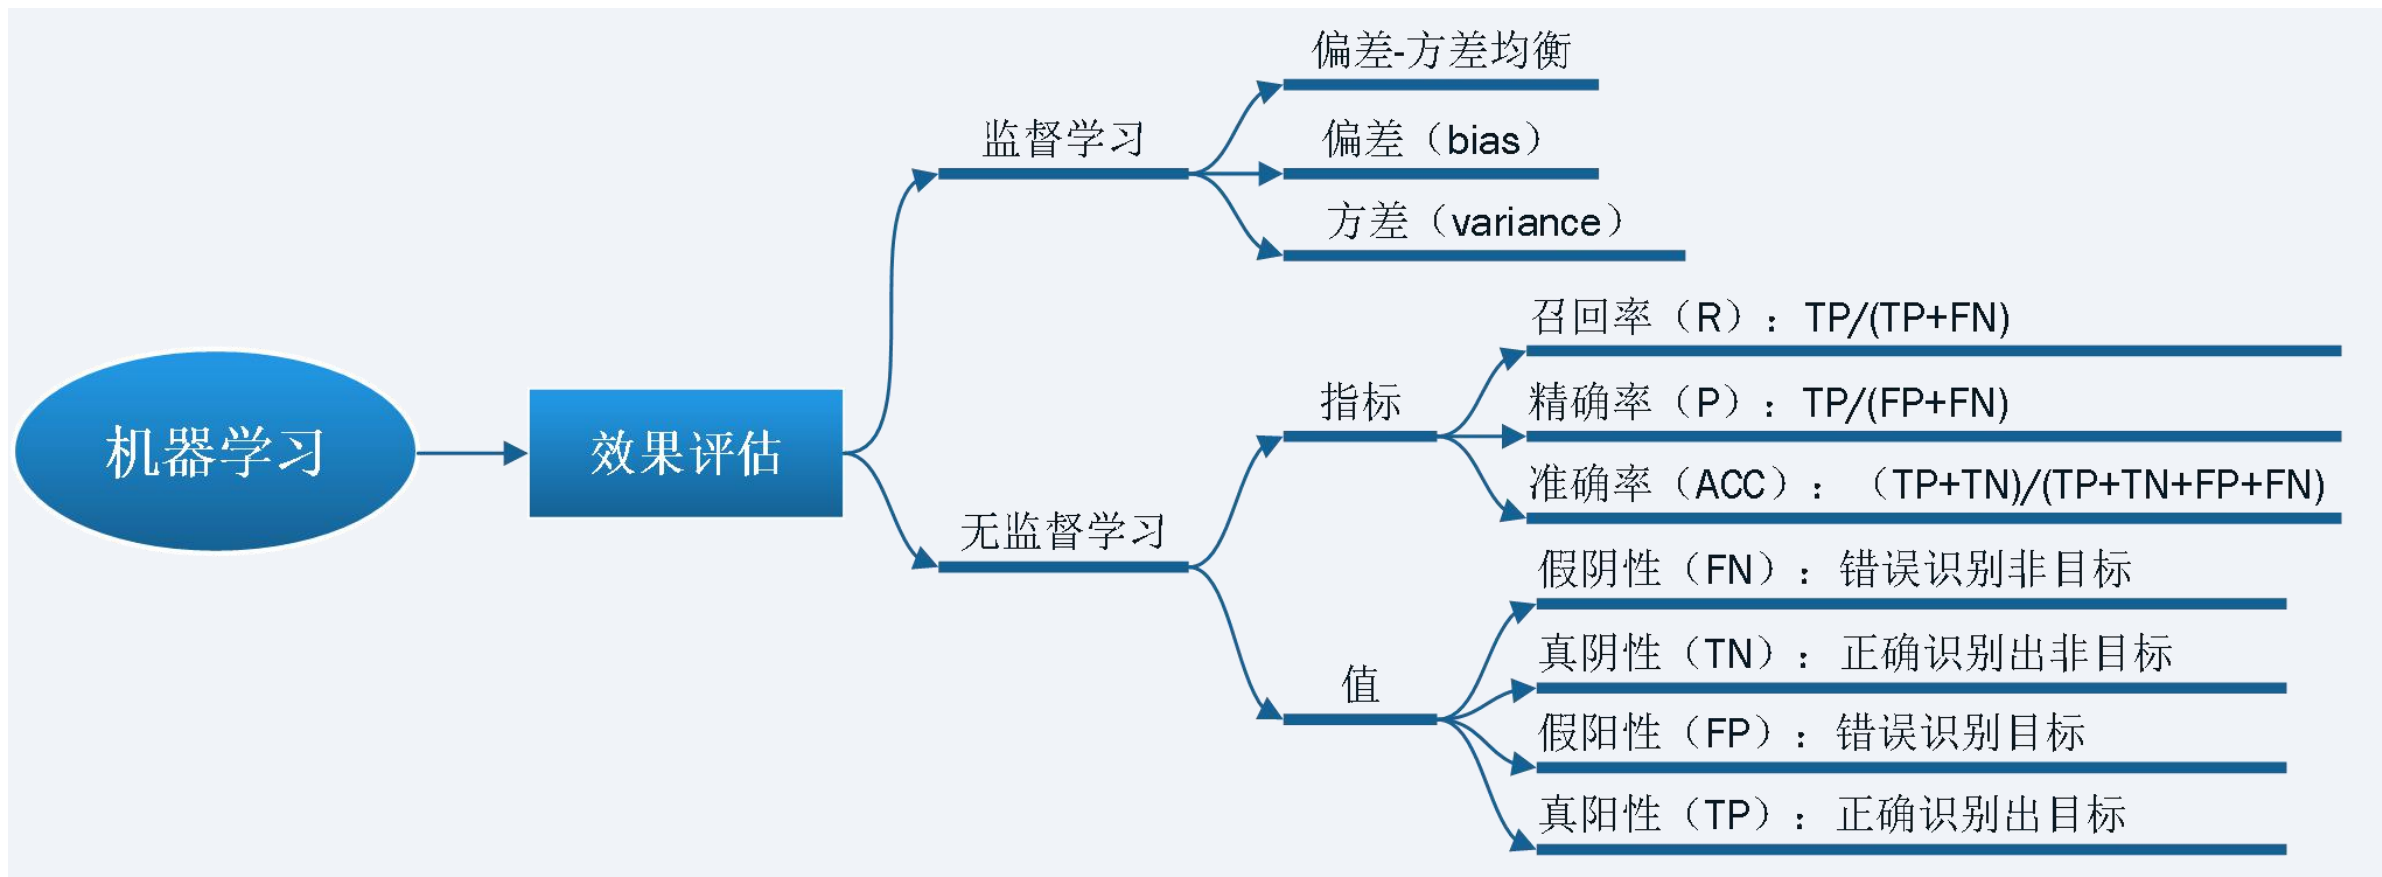 机器学习
效果评估
监督学习
偏差-方差均衡
偏差（bias）
方差（variance）
无监督学习
指标
召回率（R）：TP/(TP+FN)
精确率（P）：TP/(FP+FN)
准确率（ACC）：（TP+TN)/(TP+TN+FP+FN)
值
假阴性（FN）：错误识别非目标
真阴性（TN）：正确识别出非目标
假阳性（FP）：错误识别目标
真阳性（TP）：正确识别出目标